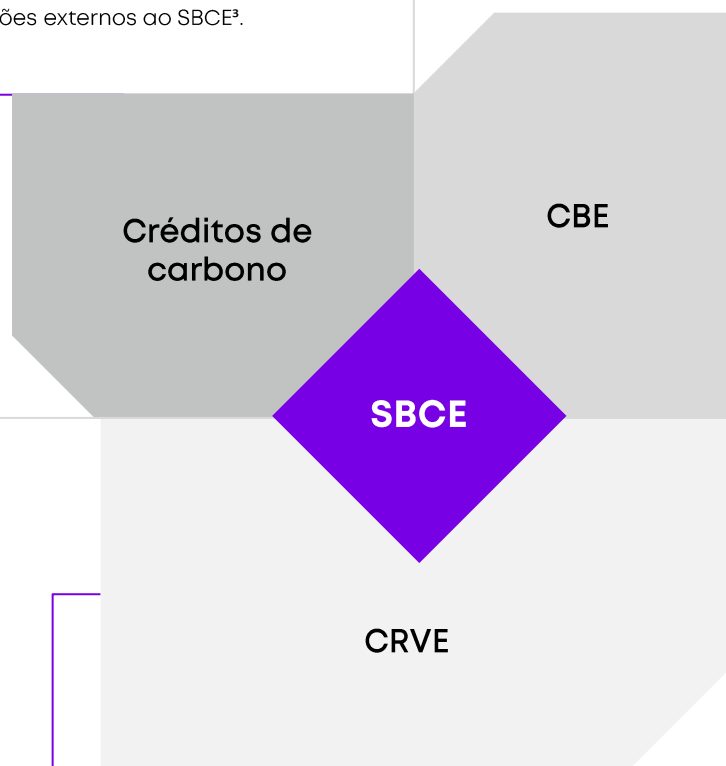 ões externos ao SBCE³.
Créditos de
carbono
CBE
SBCE
CRVE